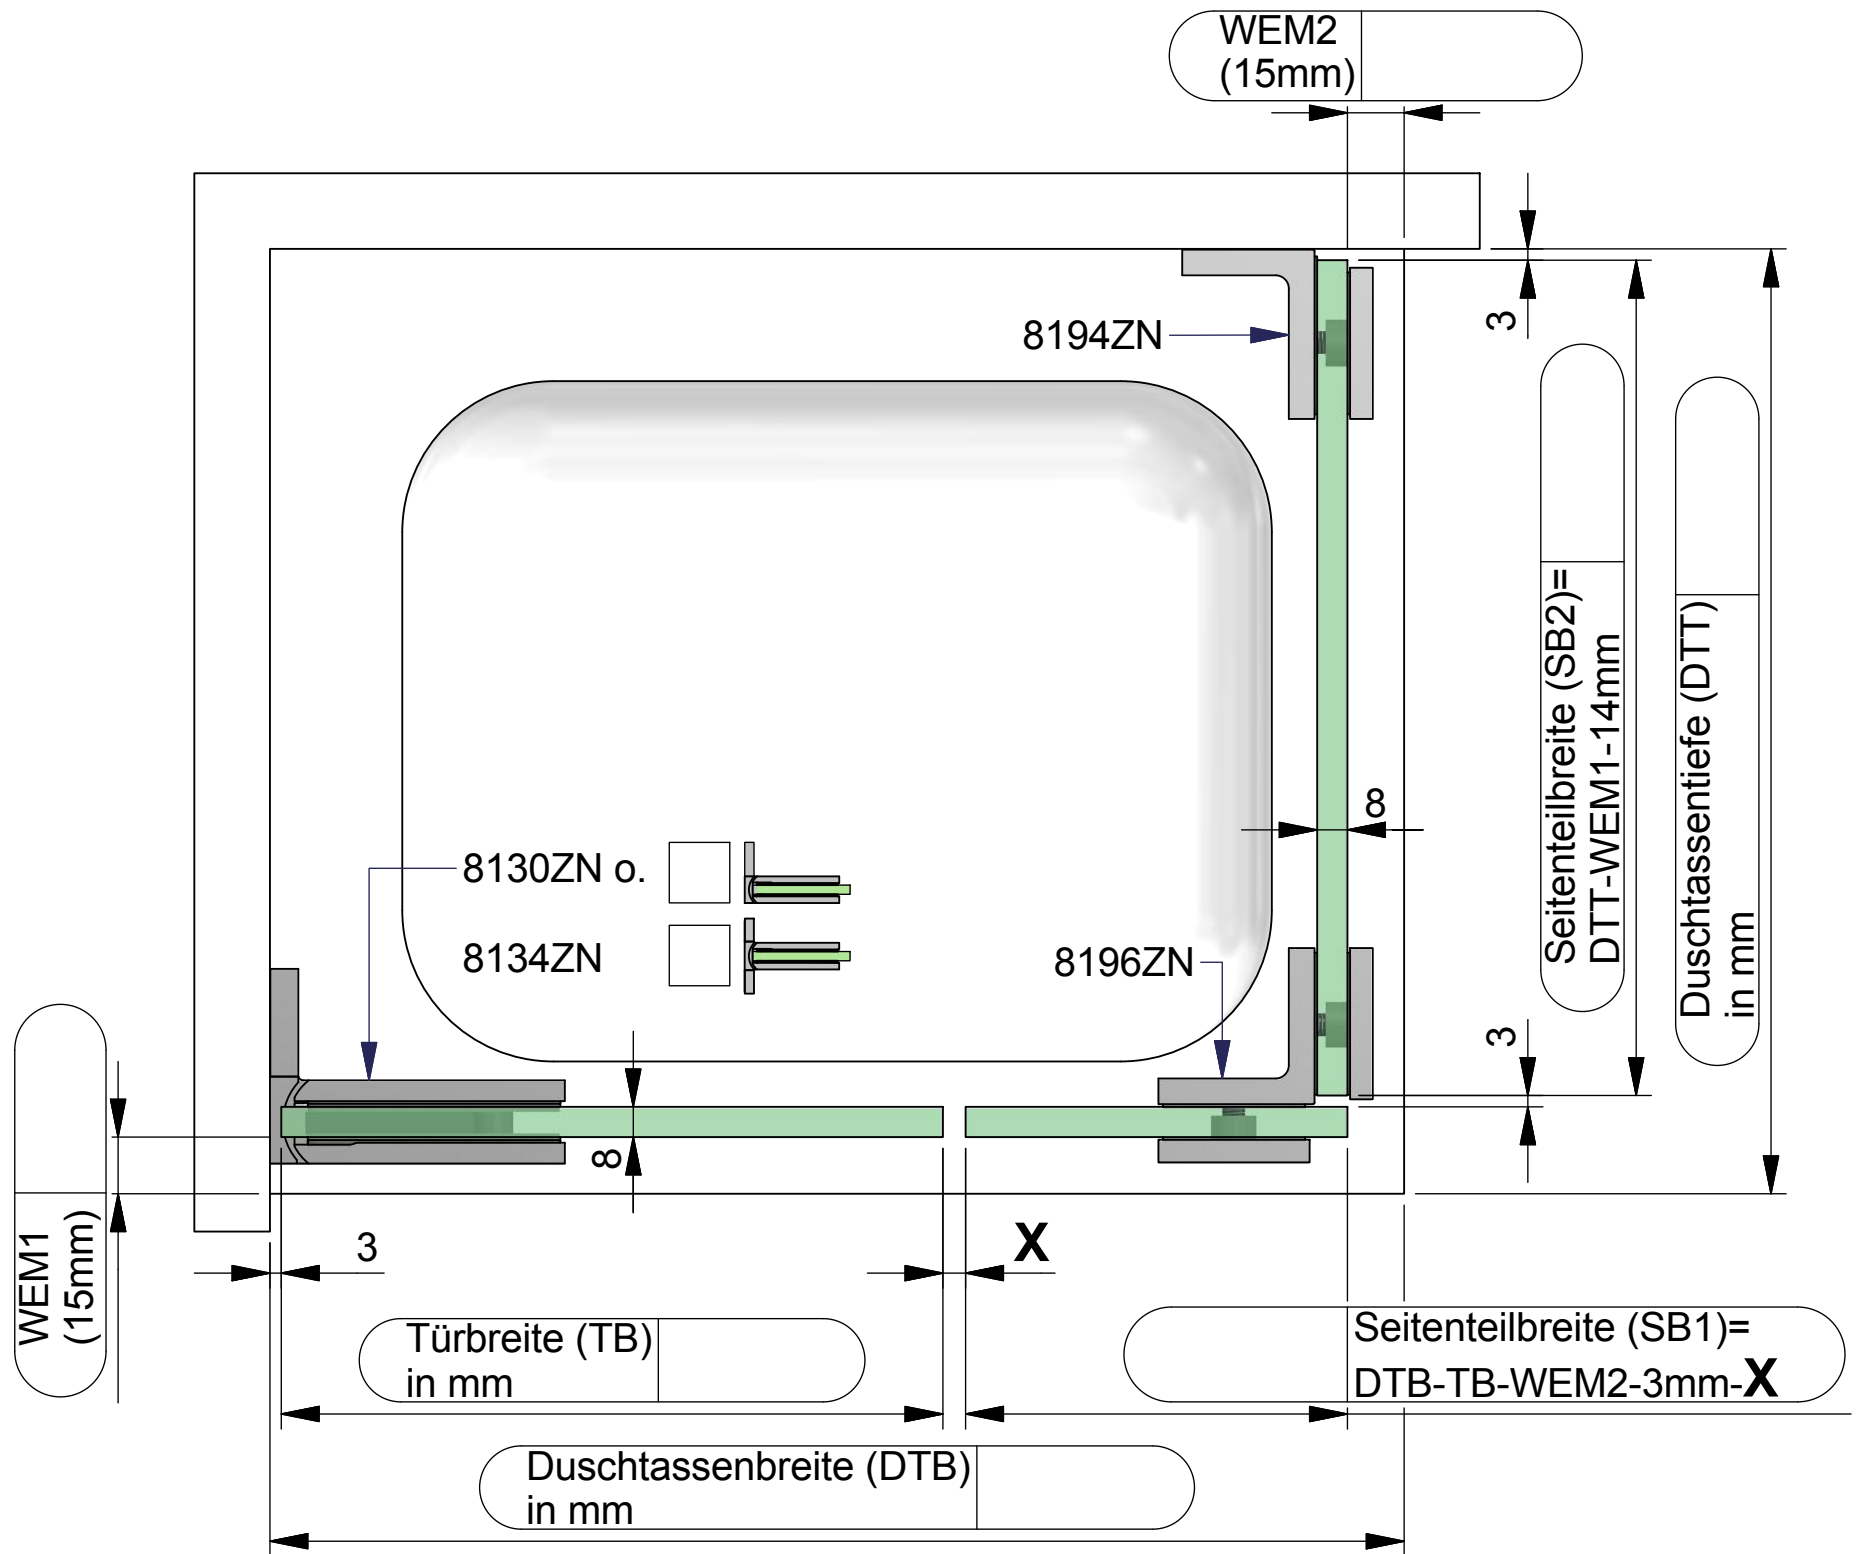 WEM2
(15mm)
8194ZN
3
Seitenteilbreite (SB2)=
DTT-WEM1-14mm
Duschtassentiefe (DTT)
in mm
8
8130ZN o.
8134ZN
8196ZN
3
8
WEM1
(15mm)
3
X
Türbreite (TB)
in mm
Seitenteilbreite (SB1)=
DTB-TB-WEM2-3mm-X
Duschtassenbreite (DTB)
in mm